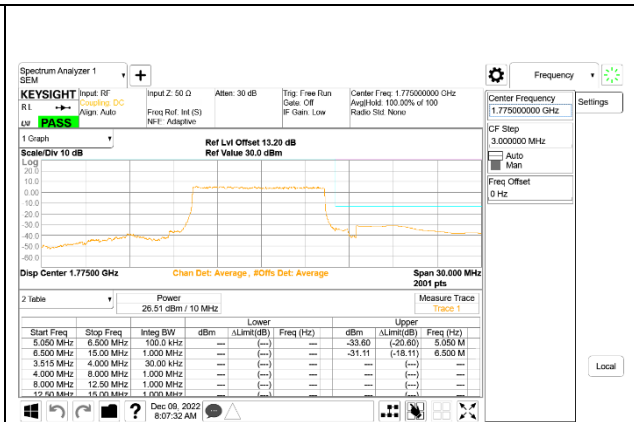 Spectrum Analyzer 1
SEM
Frequency
KEYSIGHT Input: RF Input Z: 50 Ω Atten: 30 dB Trig: Free Run Center Freq: 1.775000000 GHz
RL Coupling: DC Gate: Off Avg|Hold: 100.00% of 100
Align: Auto Freq Ref: Int (S) IF Gain: Low Radio Std: None
PASS NFE: Adaptive
Center Frequency
1.775000000 GHz
Settings
CF Step
3.000000 MHz
Auto
Man
Freq Offset
0 Hz
1 Graph
Scale/Div 10 dB
Ref Lvl Offset 13.20 dB
Ref Value 30.0 dBm
Log
20.0
10.0
0.00
-10.0
-20.0
-30.0
-40.0
-50.0
-60.0
Disp Center 1.77500 GHz Chan Det: Average, #Offs Det: Average Span 30.000 MHz
2001 pts
2 Table
Power
26.51 dBm / 10 MHz
Measure Trace
Trace 1
Lower Upper
Start Freq Stop Freq Integ BW dBm ΔLimit(dB) Freq (Hz) dBm ΔLimit(dB) Freq (Hz)
5.050 MHz 6.500 MHz 100.0 kHz --- (---) --- -33.60 (-20.60) 5.050 M
6.500 MHz 15.00 MHz 1.000 MHz --- (---) --- -31.11 (-18.11) 6.500 M
3.515 MHz 4.000 MHz 30.00 kHz --- (---) --- --- (---) ---
4.000 MHz 8.000 MHz 1.000 MHz --- (---) --- --- (---) ---
8.000 MHz 12.50 MHz 1.000 MHz --- (---) --- --- (---) ---
12.50 MHz 15.00 MHz 1.000 MHz --- (---) --- --- (---) ---
Local
? Dec 09, 2022
8:07:32 AM